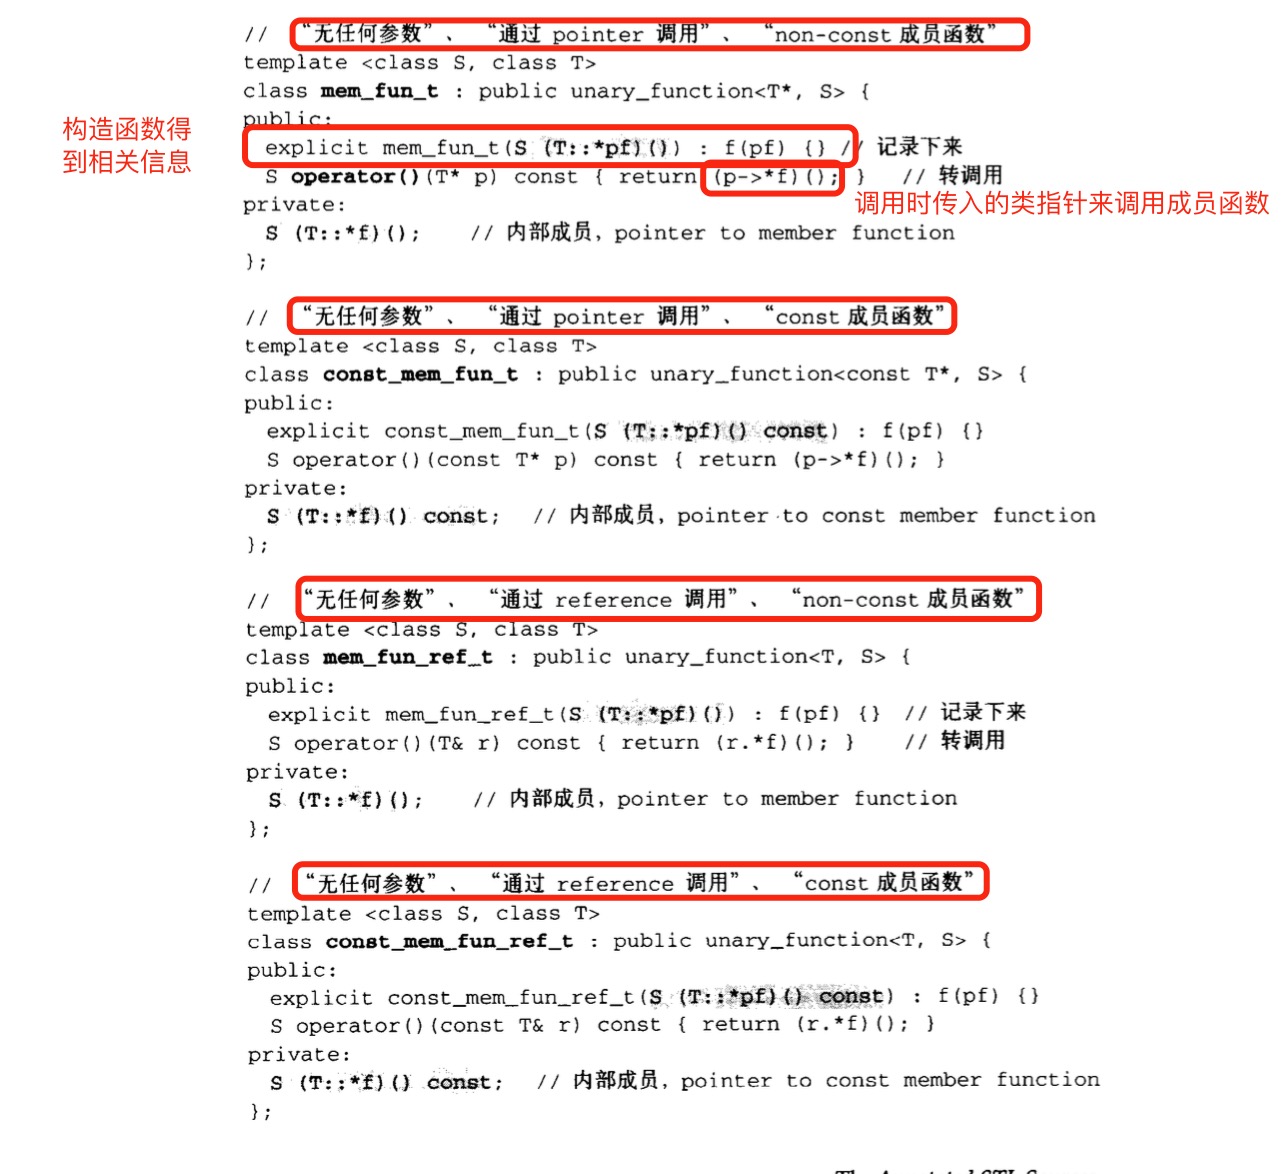 // “无任何参数”、 “通过 pointer 调用”、 “non-const 成员函数”
template <class S, class T>
class mem_fun_t : public unary_function<T*, S> {
public:
构造函数得
到相关信息
explicit mem_fun_t(S (T::*pf)()) : f(pf) {} // 记录下来
S operator()(T* p) const { return (p->*f)(); } // 转调用
调用时传入的类指针来调用成员函数
private:
S (T::*f)(); // 内部成员, pointer to member function
};
// “无任何参数”、 “通过 pointer 调用”、 “const 成员函数”
template <class S, class T>
class const_mem_fun_t : public unary_function<const T*, S> {
public:
explicit const_mem_fun_t(S (T::*pf)() const) : f(pf) {}
S operator()(const T* p) const { return (p->*f)(); }
private:
S (T::*f)() const; // 内部成员, pointer to const member function
};
// “无任何参数”、 “通过 reference 调用”、 “non-const 成员函数”
template <class S, class T>
class mem_fun_ref_t : public unary_function<T, S> {
public:
explicit mem_fun_ref_t(S (T::*pf)()) : f(pf) {} // 记录下来
S operator()(T& r) const { return (r.*f)(); } // 转调用
private:
S (T::*f)(); // 内部成员, pointer to member function
};
// “无任何参数”、 “通过 reference 调用”、 “const 成员函数”
template <class S, class T>
class const_mem_fun_ref_t : public unary_function<T, S> {
public:
explicit const_mem_fun_ref_t(S (T::*pf)() const) : f(pf) {}
S operator()(const T& r) const { return (r.*f)(); }
private:
S (T::*f)() const; // 内部成员, pointer to const member function
};